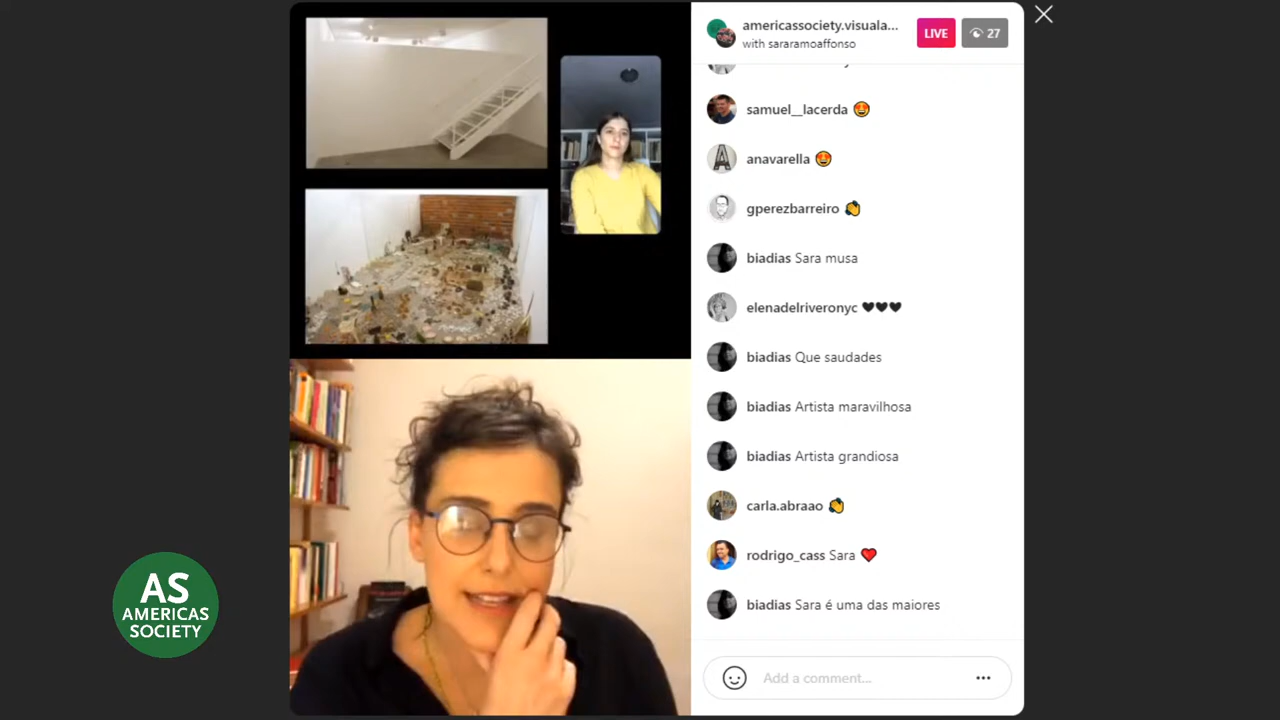 americassociety.visuala...
with sararamoaffonso
LIVE
27
samuel__lacerda 🤩
anavarella 🤩
gperezbarreiro 👏
biadias Sara musa
elenadelriveronyc 🖤🖤🖤
biadias Que saudades
biadias Artista maravilhosa
biadias Artista grandiosa
carla.abraao 👏
rodrigo_cass Sara ❤️
biadias Sara é uma das maiores
Add a comment...
AS
AMERICAS
SOCIETY